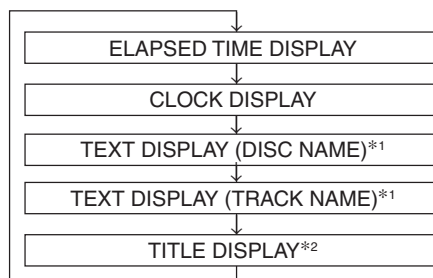 ELAPSED TIME DISPLAY
CLOCK DISPLAY
TEXT DISPLAY (DISC NAME)*1
TEXT DISPLAY (TRACK NAME)*1
TITLE DISPLAY*2